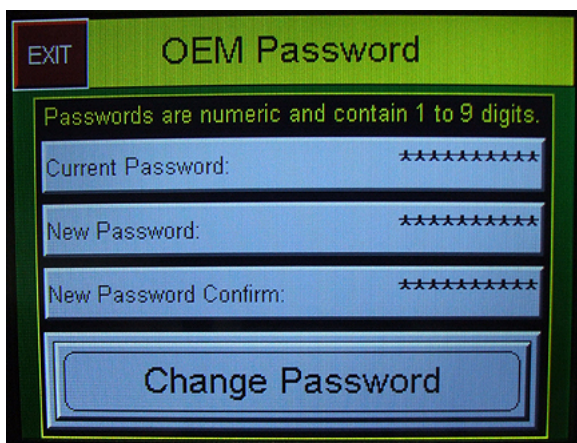 EXIT
OEM Password
Passwords are numeric and contain 1 to 9 digits.
Current Password: **********
New Password: **********
New Password Confirm: **********
Change Password